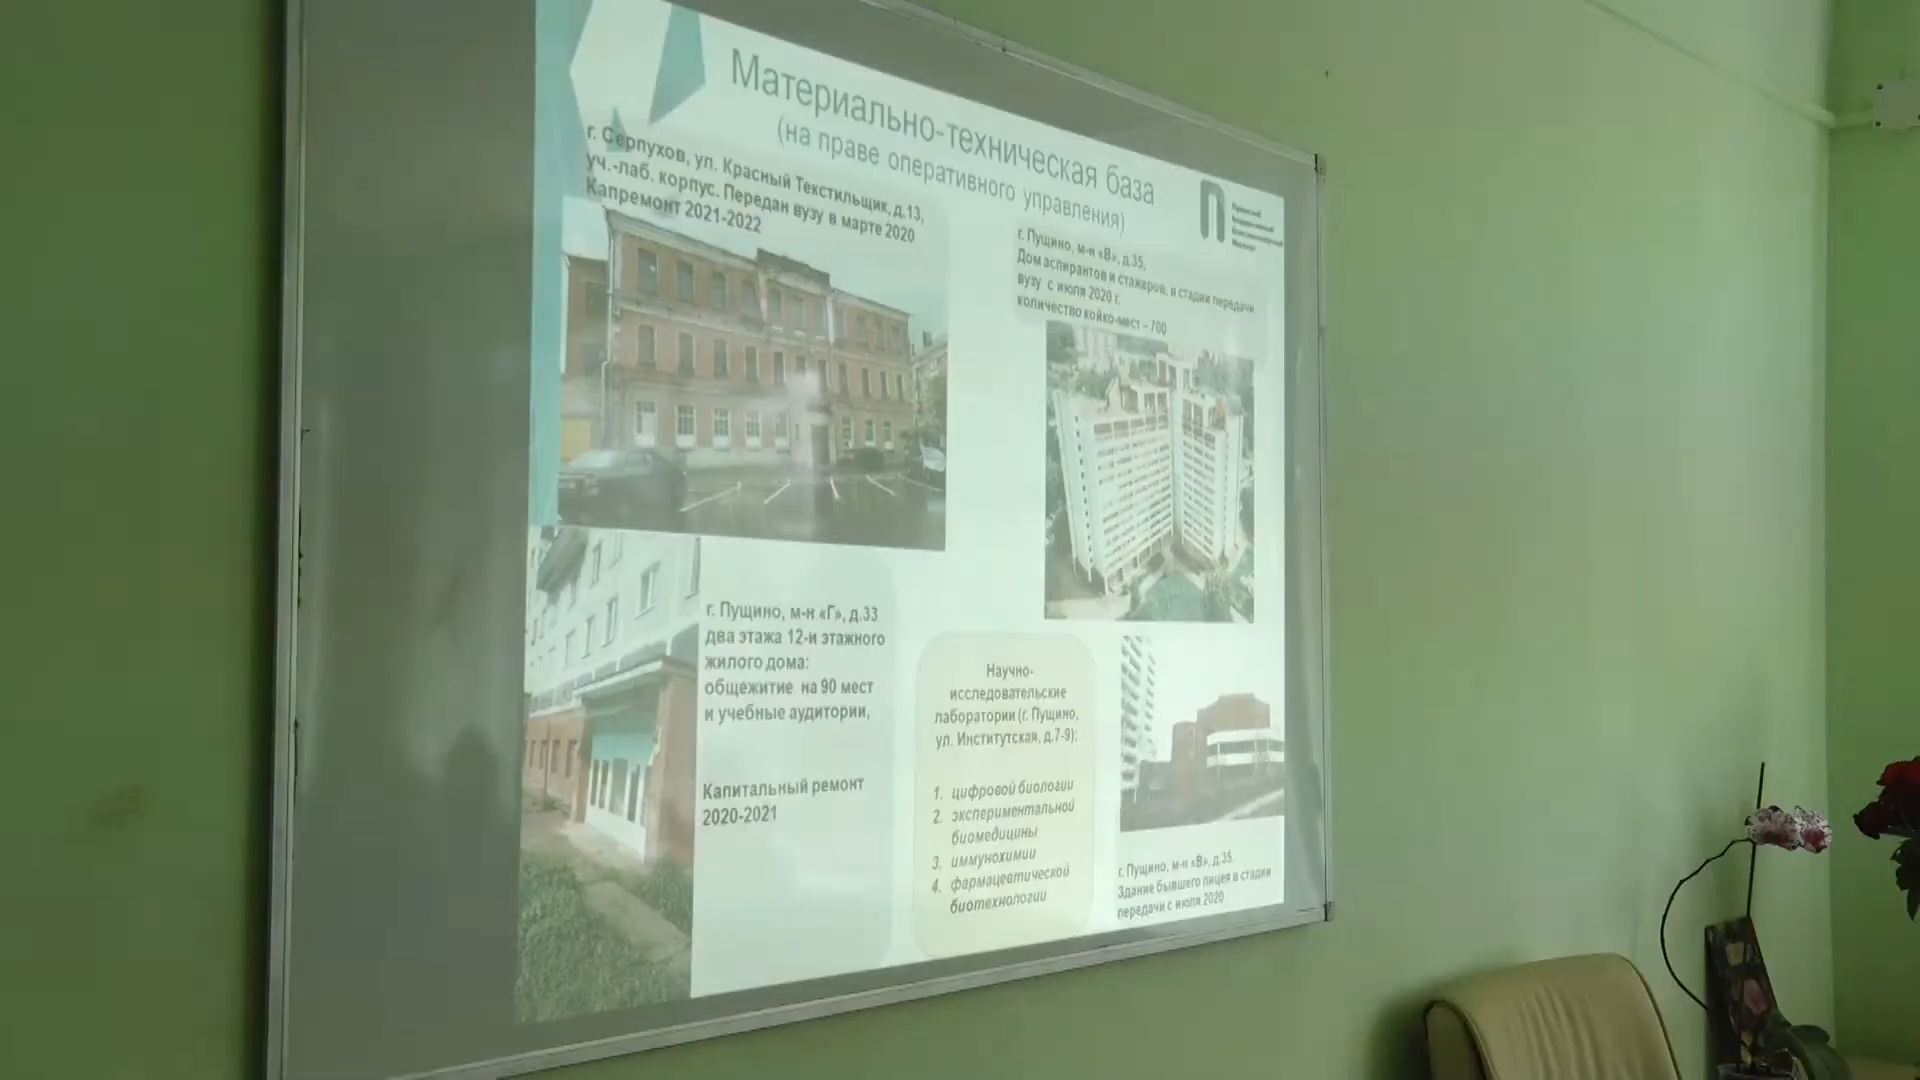 Материально-техническая база
(на праве оперативного управления)
г. Серпухов, ул. Красный Текстильщик, д.13,
уч.-лаб. корпус. Передан вузу в марте 2020
Капремонт 2021-2022
г. Пущино, м-н «В», д.35,
Дом аспирантов и стажеров, в стадии передачи
вузу с июля 2020 г.
количество койко-мест – 700
г. Пущино, м-н «Г», д.33
два этажа 12-и этажного
жилого дома:
общежитие на 90 мест
и учебные аудитории,
Капитальный ремонт
2020-2021
Научно-
исследовательские
лаборатории (г. Пущино,
ул. Институтская, д.7-9):
1. цифровой биологии
2. экспериментальной
биомедицины
3. иммунохимии
4. фармацевтической
биотехнологии
г. Пущино, м-н «В», д.35.
Здание бывшего лицея в стадии
передачи с июля 2020